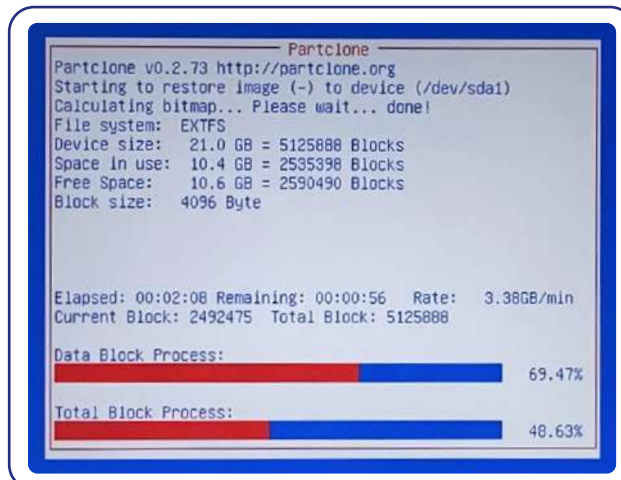 Partclone
Partclone v0.2.73 http://partclone.org
Starting to restore image (-) to device (/dev/sda1)
Calculating bitmap... Please wait... done!
File system: EXTFS
Device size: 21.0 GB = 5125888 Blocks
Space in use: 10.4 GB = 2535398 Blocks
Free Space: 10.6 GB = 2590490 Blocks
Block size: 4096 Byte
Elapsed: 00:02:08 Remaining: 00:00:56 Rate: 3.38GB/min
Current Block: 2492475 Total Block: 5125888
Data Block Process:
69.47%
Total Block Process:
48.63%